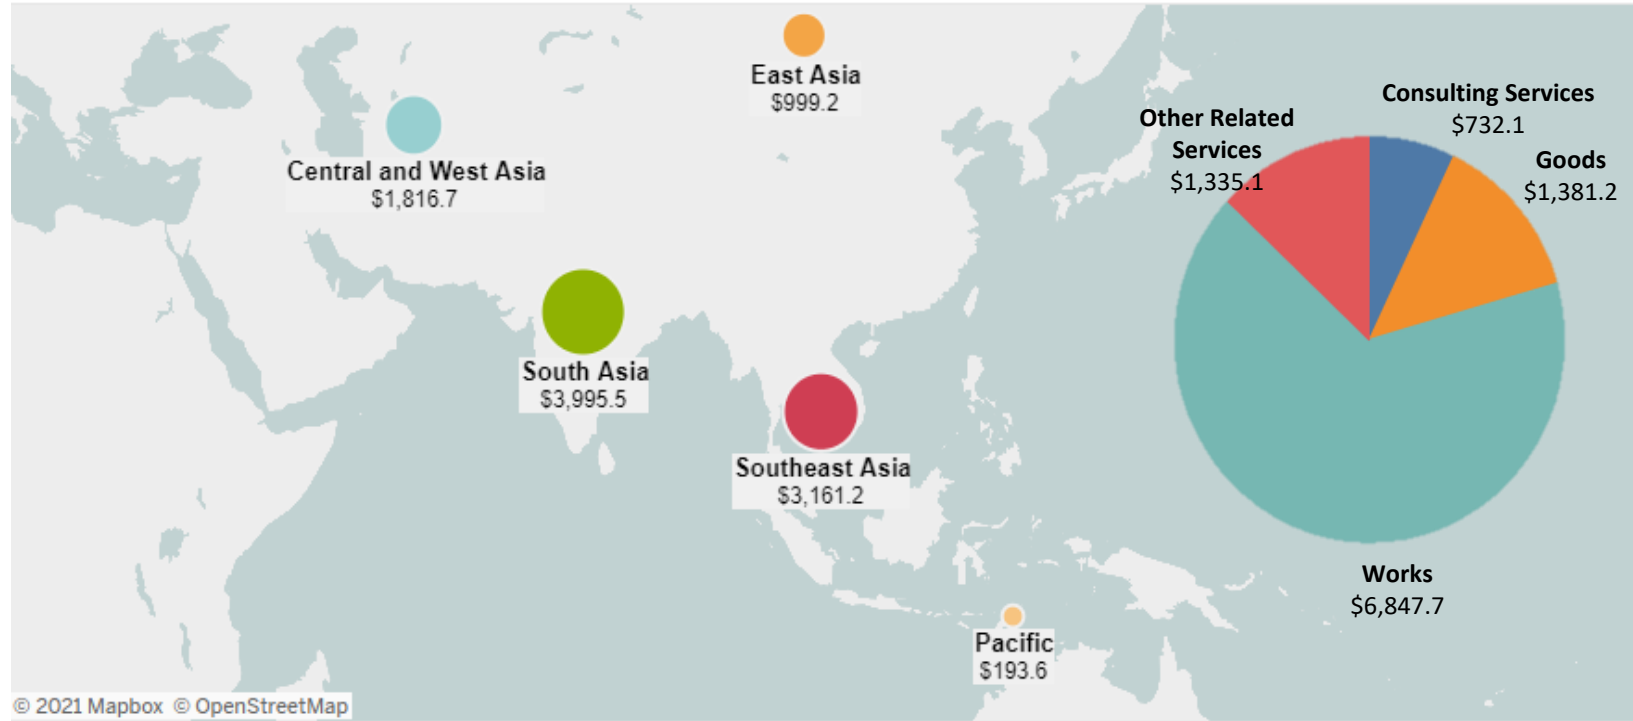 East Asia
$999.2
Central and West Asia
$1,816.7
South Asia
$3,995.5
Southeast Asia
$3,161.2
Pacific
$193.6
Consulting Services
$732.1
Other Related
Services
$1,335.1
Goods
$1,381.2
Works
$6,847.7
© 2021 Mapbox © OpenStreetMap